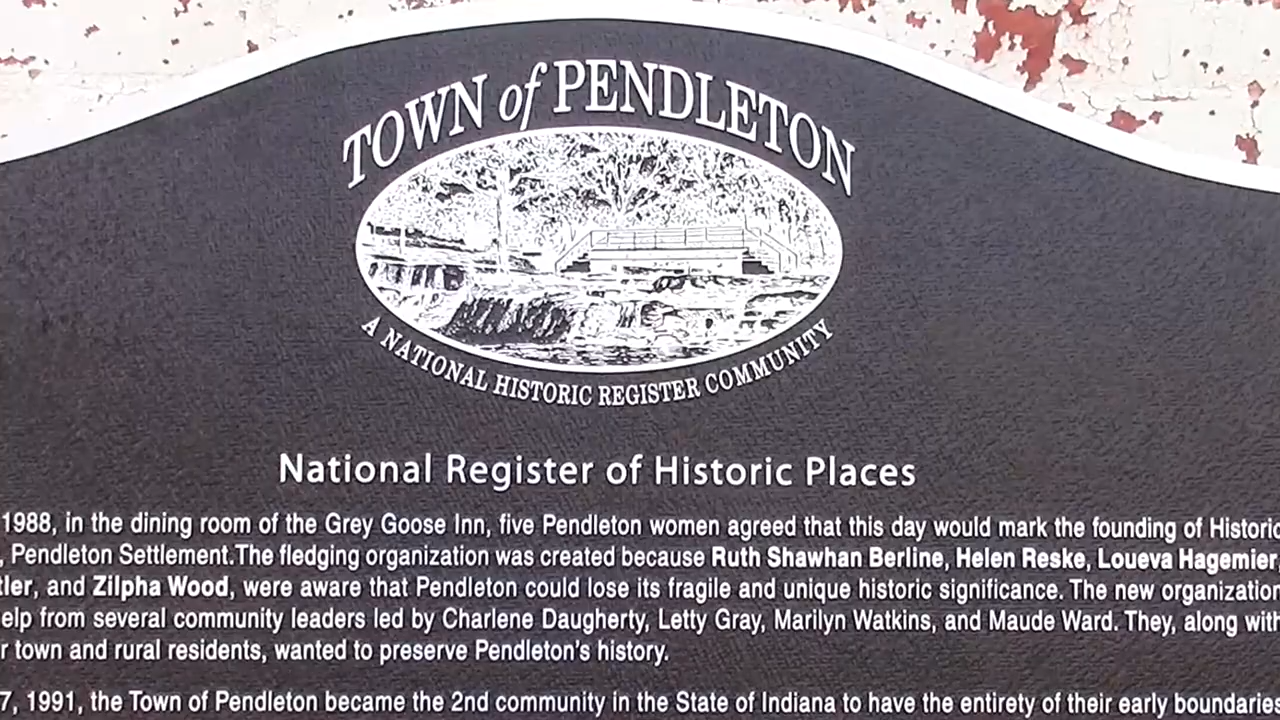 TOWN of PENDLETON
A NATIONAL HISTORIC REGISTER COMMUNITY
National Register of Historic Places
1988, in the dining room of the Grey Goose Inn, five Pendleton women agreed that this day would mark the founding of Historic
, Pendleton Settlement.The fledging organization was created because Ruth Shawhan Berline, Helen Reske, Loueva Hagemier,
tler, and Zilpha Wood, were aware that Pendleton could lose its fragile and unique historic significance. The new organization
elp from several community leaders led by Charlene Daugherty, Letty Gray, Marilyn Watkins, and Maude Ward. They, along with
r town and rural residents, wanted to preserve Pendleton's history.
7, 1991, the Town of Pendleton became the 2nd community in the State of Indiana to have the entirety of their early boundaries